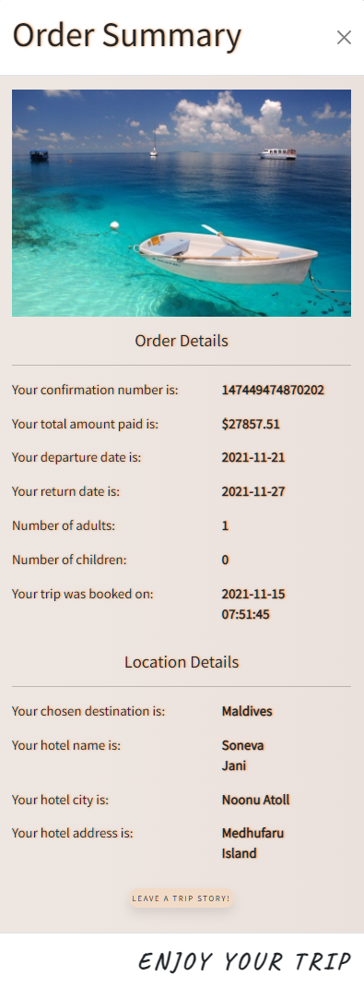 Order Summary
Order Details
Your confirmation number is: 147449474870202
Your total amount paid is: $27857.51
Your departure date is: 2021-11-21
Your return date is: 2021-11-27
Number of adults: 1
Number of children: 0
Your trip was booked on: 2021-11-15
07:51:45
Location Details
Your chosen destination is: Maldives
Your hotel name is: Soneva
Jani
Your hotel city is: Noonu Atoll
Your hotel address is: Medhufaru
Island
LEAVE A TRIP STORY!
ENJOY YOUR TRIP